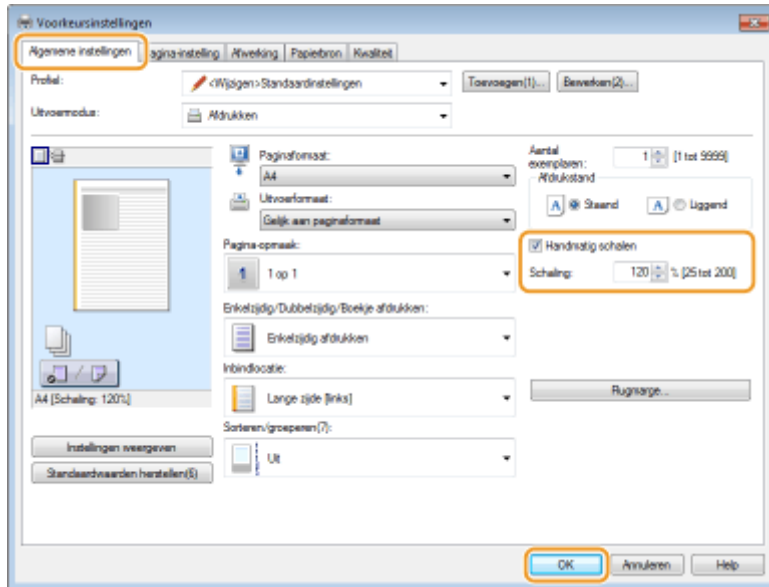 Voorkeursinstellingen
Algemene instellingen Pagina-instelling Afwerking Papierbron Kwaliteit
Profiel: <Wijzigen>Standaardinstellingen Toevoegen(1)... Bewerken(2)...
Uitvoermodus: Afdrukken
Paginaformaat:
A4
Uitvoerformaat:
Gelijk aan paginaformaat
Pagina-opmaak:
1 1 op 1
Enkelzijdig/Dubbelzijdig/Boekje afdrukken:
Enkelzijdig afdrukken
Inbindlocatie:
Lange zijde [links]
Sorteren/groeperen(7):
Uit
Aantal
exemplaren: 1 [1 tot 9999]
Afdrukstand
A Staand A Liggend
Handmatig schalen
Schaling: 120 % [25 tot 200]
Rugmarge...
A4 [Schaling: 120%]
Instellingen weergeven
Standaardwaarden herstellen(6)
OK Annuleren Help